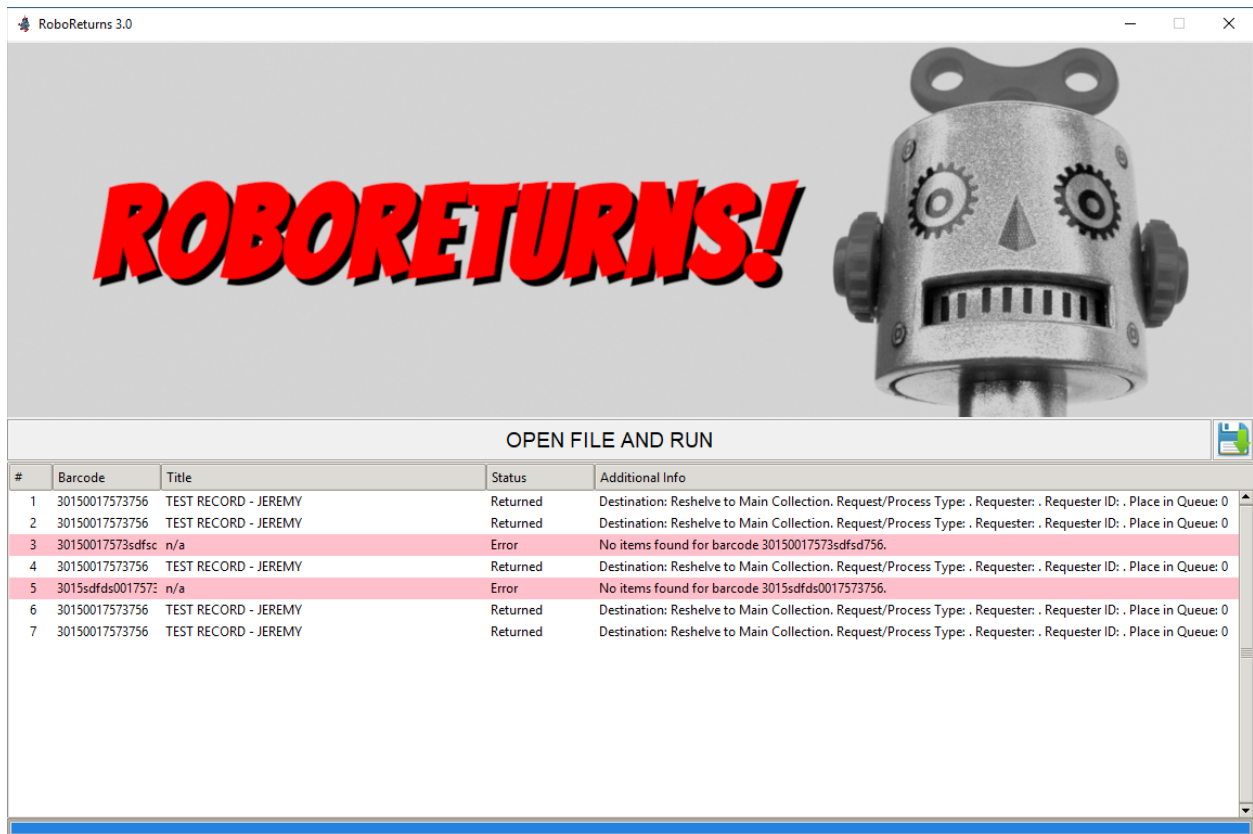 RoboReturns 3.0
ROBORETURNS!
OPEN FILE AND RUN
# Barcode Title Status Additional Info
1 30150017573756 TEST RECORD - JEREMY Returned Destination: Reshelve to Main Collection. Request/Process Type: . Requester: . Requester ID: . Place in Queue: 0
2 30150017573756 TEST RECORD - JEREMY Returned Destination: Reshelve to Main Collection. Request/Process Type: . Requester: . Requester ID: . Place in Queue: 0
3 30150017573sdfsc n/a Error No items found for barcode 30150017573sdfsd756.
4 30150017573756 TEST RECORD - JEREMY Returned Destination: Reshelve to Main Collection. Request/Process Type: . Requester: . Requester ID: . Place in Queue: 0
5 3015sdfds0017573 n/a Error No items found for barcode 3015sdfds0017573756.
6 30150017573756 TEST RECORD - JEREMY Returned Destination: Reshelve to Main Collection. Request/Process Type: . Requester: . Requester ID: . Place in Queue: 0
7 30150017573756 TEST RECORD - JEREMY Returned Destination: Reshelve to Main Collection. Request/Process Type: . Requester: . Requester ID: . Place in Queue: 0